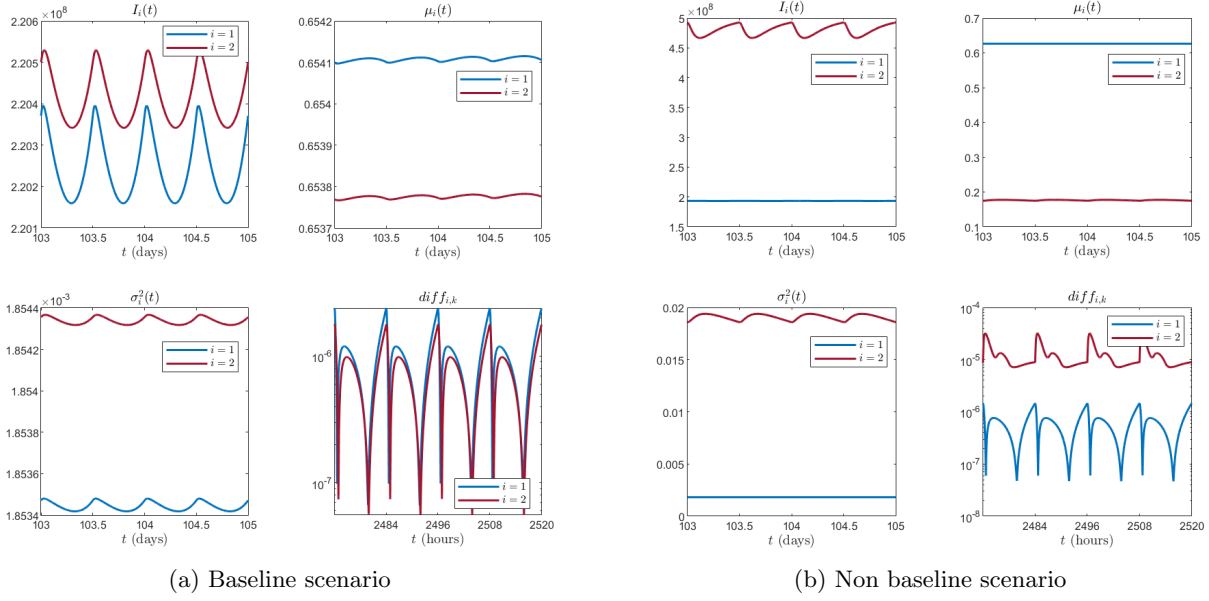 I_i(t)
×10^8
2.206
2.205
2.204
2.203
2.202
2.201
i = 1
i = 2
103 103.5 104 104.5 105
t (days)
μ_i(t)
0.6542
0.6541
0.654
0.6539
0.6538
0.6537
i = 1
i = 2
103 103.5 104 104.5 105
t (days)
σ_i^2(t)
×10^-3
1.8544
1.8542
1.854
1.8538
1.8536
1.8534
i = 1
i = 2
103 103.5 104 104.5 105
t (days)
diff_{i,k}
10^-6
10^-7
i = 1
i = 2
2484 2496 2508 2520
t (hours)
(a) Baseline scenario
I_i(t)
×10^8
5
4.5
4
3.5
3
2.5
2
1.5
i = 1
i = 2
103 103.5 104 104.5 105
t (days)
μ_i(t)
0.7
0.6
0.5
0.4
0.3
0.2
0.1
i = 1
i = 2
103 103.5 104 104.5 105
t (days)
σ_i^2(t)
0.02
0.015
0.01
0.005
0
i = 1
i = 2
103 103.5 104 104.5 105
t (days)
diff_{i,k}
10^-4
10^-5
10^-6
10^-7
10^-8
i = 1
i = 2
2484 2496 2508 2520
t (hours)
(b) Non baseline scenario